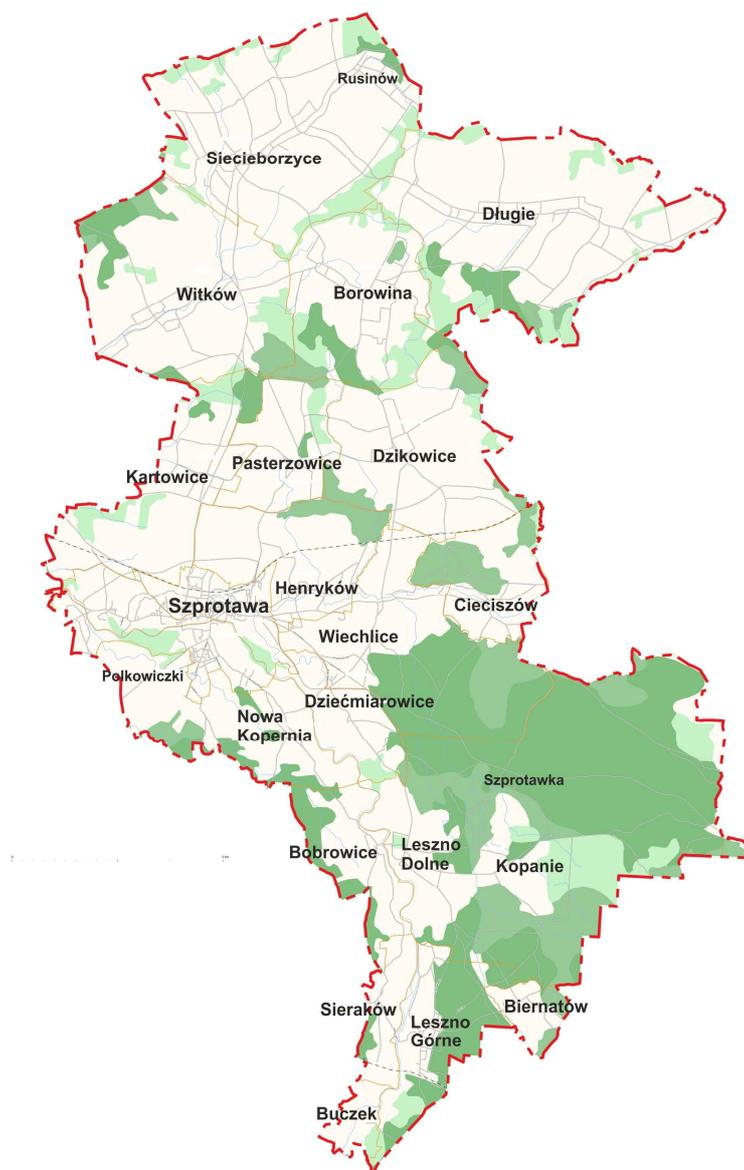 Rusinów
Siecieborzyce
Długie
Witków
Borowina
Pasterzowice
Dzikowice
Kartowice
Henryków
Szprotawa
Cieciszów
Wiechlice
Polkowiczki
Dziećmiarowice
Nowa
Kopernia
Szprotawka
Bobrowice
Leszno
Dolne
Kopanie
Sieraków
Leszno
Górne
Biernatów
Buczek